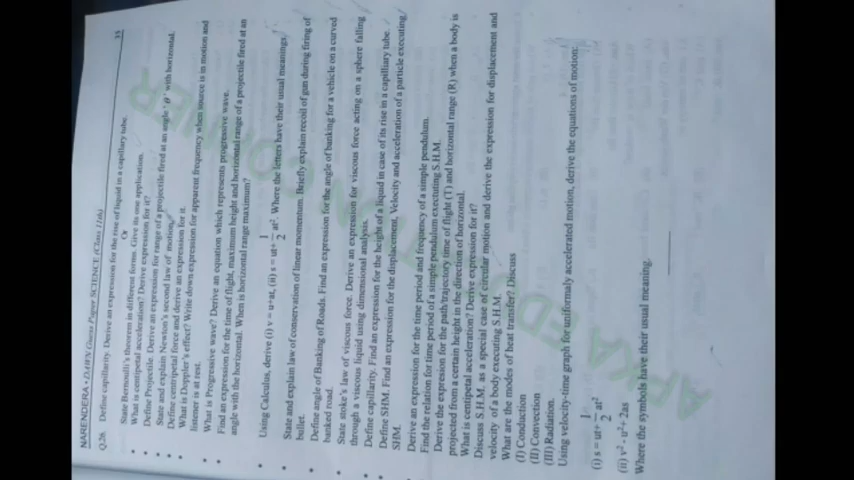 NARENDERA • DAWN Guess Paper SCIENCE (Class 11th) 33
Q.26. Define capillarity. Derive an expression for the rise of liquid in a capillary tube.
Or
State Bernoulli's theorem in different forms. Give its one application.
• What is centipetal acceleration? Derive expression for it?
• Define Projectile. Derive an expression for range of a projectile fired at an angle 'θ' with horizontal.
• State and explain Newton's second law of motion.
• Define centripetal force and derive an expression for it.
• What is Doppler's effect? Write down expression for apparent frequency when source is in motion and
listener is at rest.
• What is Progressive wave? Derive an equation which represents progressive wave.
• Find an expression for the time of flight, maximum height and horizontal range of a projectile fired at an
angle with the horizontal. When is horizontal range maximum?
• Using Calculus, derive (i) v = u+at, (ii) s = ut+ 1/2 at². Where the letters have their usual meanings.
• State and explain law of conservation of linear momentum. Briefly explain recoil of gun during firing of
bullet.
• Define angle of Banking of Roads. Find an expression for the angle of banking for a vehicle on a curved
banked road.
• State stoke's law of viscous force. Derive an expression for viscous force acting on a sphere falling
through a viscous liquid using dimensional analysis.
• Define capillarity. Find an expression for the height of a liquid in case of its rise in a capilliary tube.
• Define SHM. Find an expression for the displacement, Velocity and acceleration of a particle executing
SHM.
• Derive an expression for the time period and frequency of a simple pendulum.
Find the relation for time period of a simple pendulum executing S.H.M.
Derive the expression for the path/trajectory time of flight (T) and horizontal range (R) when a body is
projected from a certain height in the direction of horizontal.
What is centipetal acceleration? Derive expression for it?
Discuss S.H.M. as a special case of circular motion and derive the expression for displacement and
velocity of a body executing S.H.M.
What are the modes of heat transfer? Discuss
(I) Conduction
(II) Convection
(III) Radiation.
Using velocity-time graph for uniformaly accelerated motion, derive the equations of motion:
(i) s = ut+ 1/2 at²
(ii) v² - u²+ 2as
Where the symbols have their usual meaning.